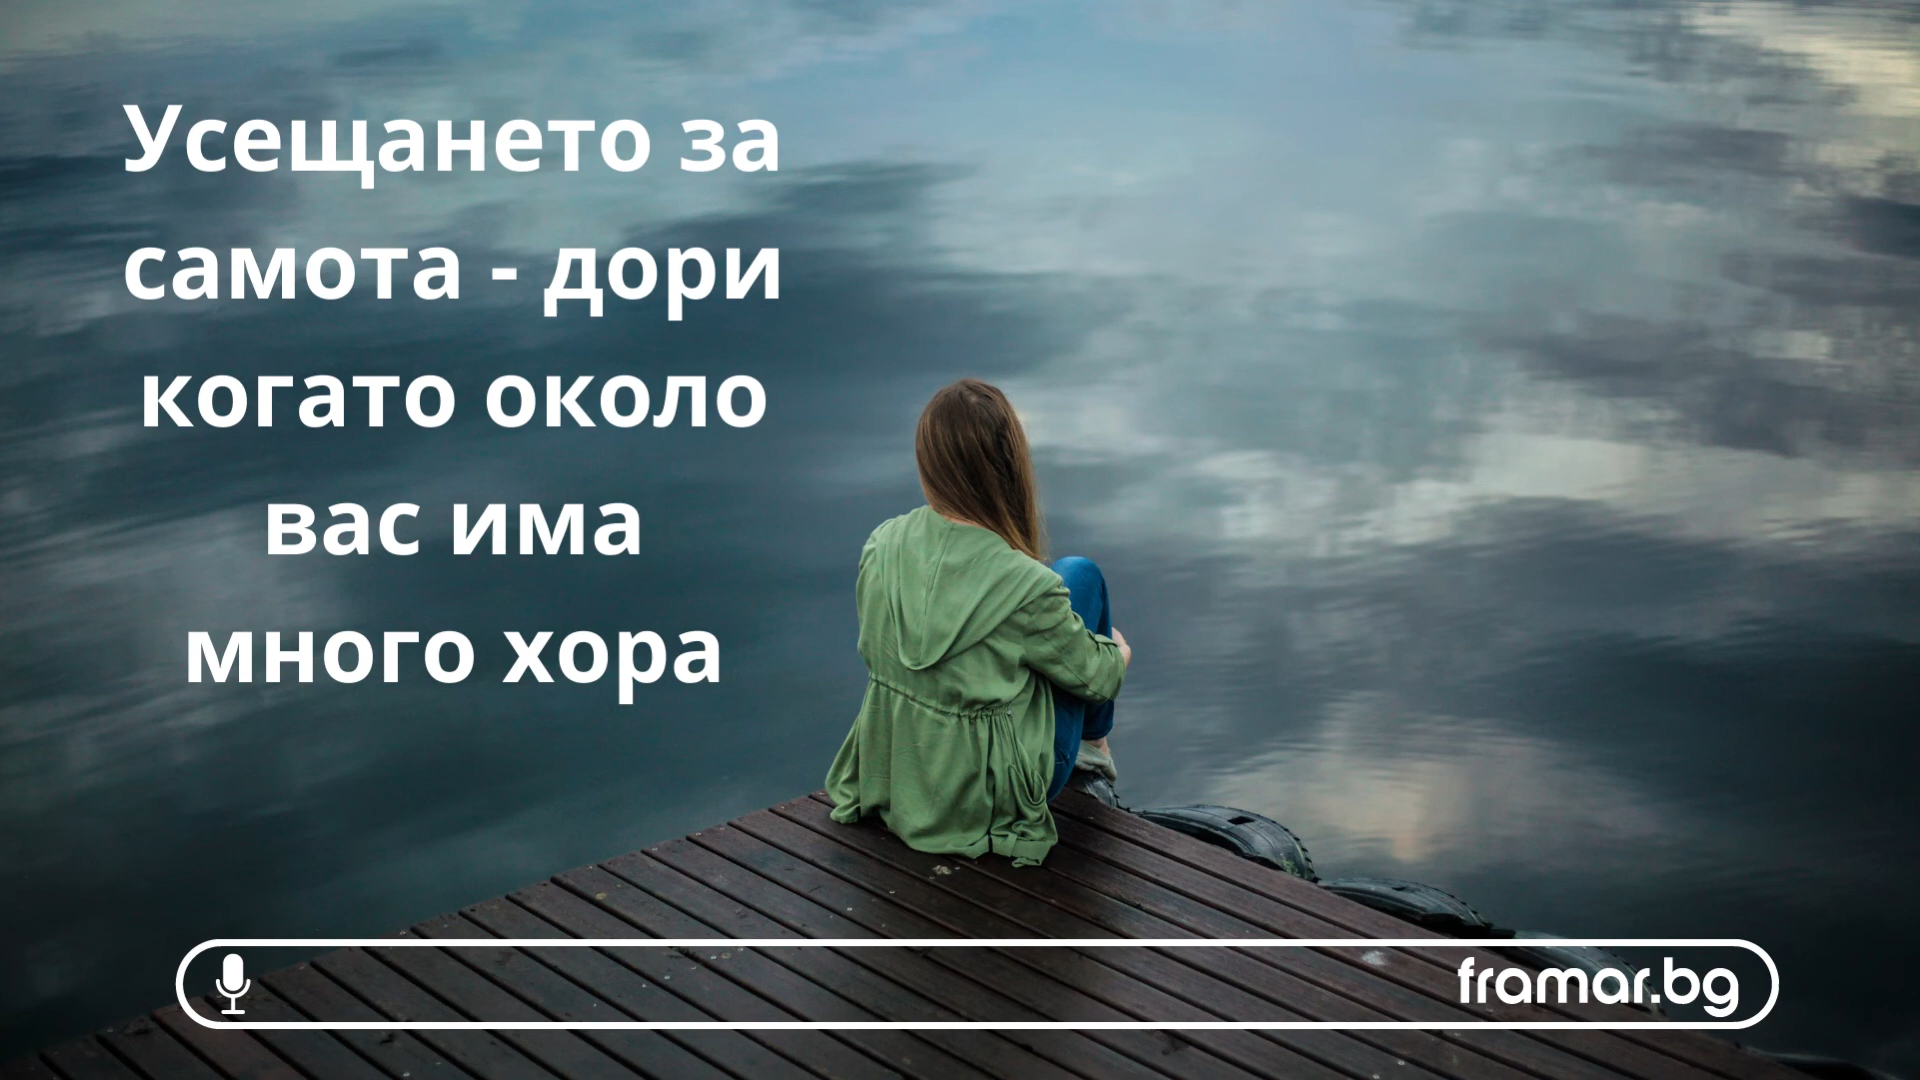 Усещането за
самота - дори
когато около
вас има
много хора
framar.bg